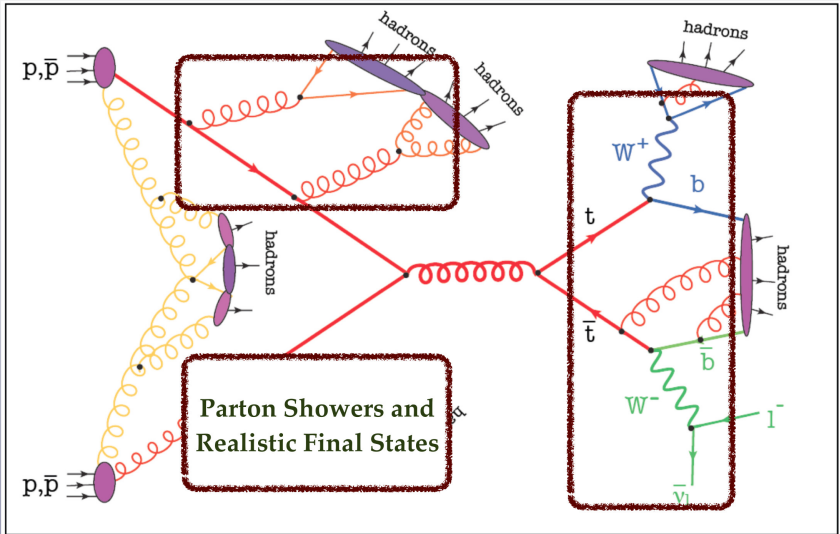 hadrons
p,p̅
hadrons
hadrons
W⁺
b
t
hadrons
hadrons
t̅
b̅
Parton Showers and
Realistic Final States
W⁻
l⁻
p,p̅
ν̅ₗ